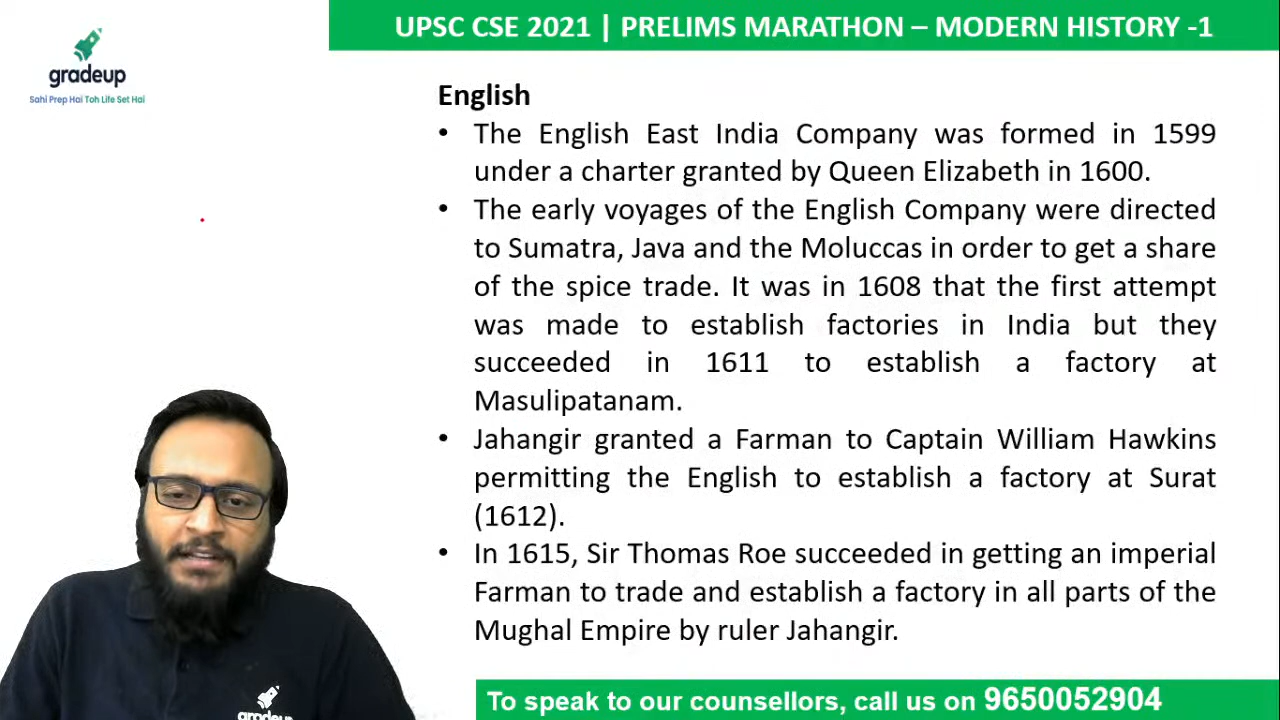 UPSC CSE 2021 | PRELIMS MARATHON – MODERN HISTORY -1
gradeup
Sahi Prep Hai Toh Life Set Hai
English
• The English East India Company was formed in 1599
under a charter granted by Queen Elizabeth in 1600.
• The early voyages of the English Company were directed
to Sumatra, Java and the Moluccas in order to get a share
of the spice trade. It was in 1608 that the first attempt
was made to establish factories in India but they
succeeded in 1611 to establish a factory at
Masulipatanam.
• Jahangir granted a Farman to Captain William Hawkins
permitting the English to establish a factory at Surat
(1612).
• In 1615, Sir Thomas Roe succeeded in getting an imperial
Farman to trade and establish a factory in all parts of the
Mughal Empire by ruler Jahangir.
gradeup
To speak to our counsellors, call us on 9650052904